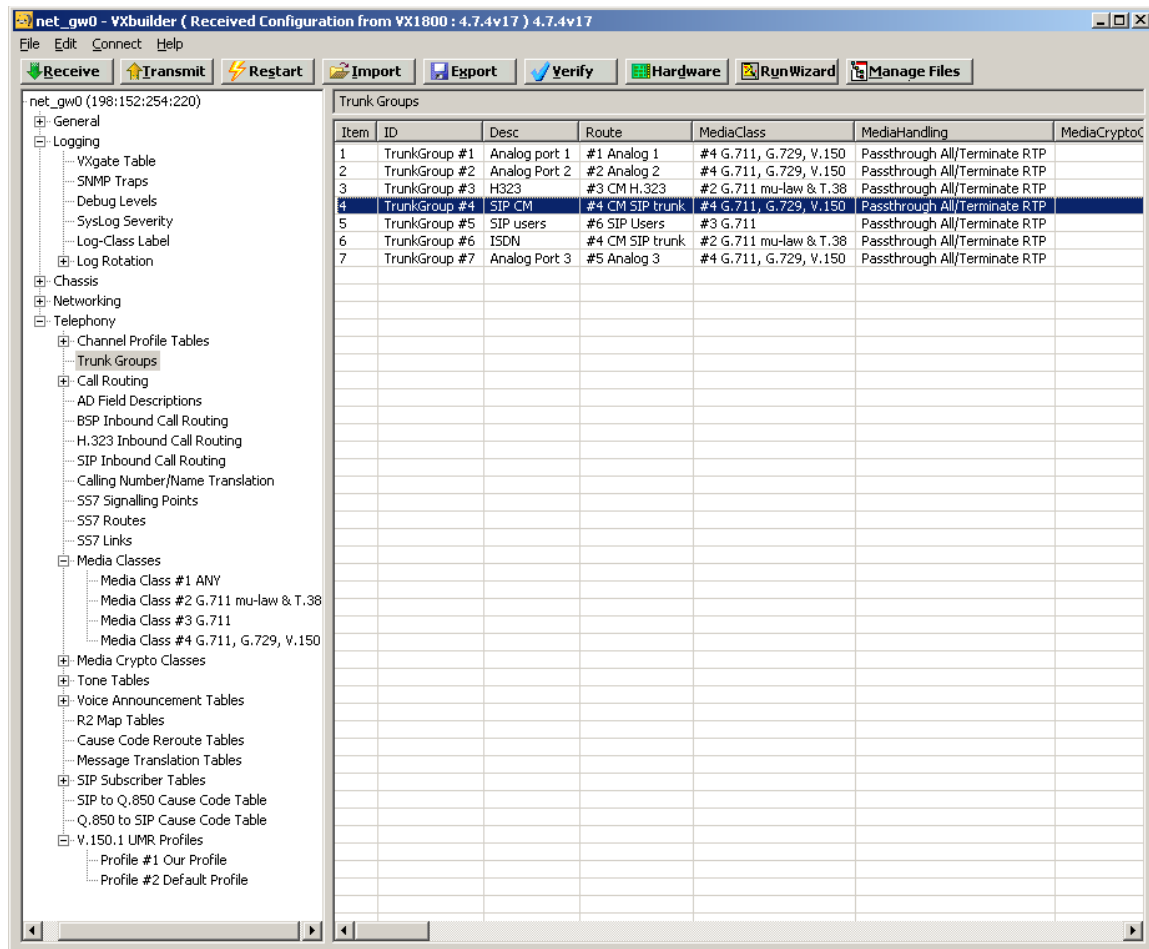 net_gw0 - VXbuilder ( Received Configuration from VX1800 : 4.7.4v17 ) 4.7.4v17
File Edit Connect Help
Receive Transmit Restart Import Export Verify Hardware RunWizard Manage Files
net_gw0 (198:152:254:220)
General
Logging
VXgate Table
SNMP Traps
Debug Levels
SysLog Severity
Log-Class Label
Log Rotation
Chassis
Networking
Telephony
Channel Profile Tables
Trunk Groups
Call Routing
AD Field Descriptions
BSP Inbound Call Routing
H.323 Inbound Call Routing
SIP Inbound Call Routing
Calling Number/Name Translation
SS7 Signalling Points
SS7 Routes
SS7 Links
Media Classes
Media Class #1 ANY
Media Class #2 G.711 mu-law & T.38
Media Class #3 G.711
Media Class #4 G.711, G.729, V.150
Media Crypto Classes
Tone Tables
Voice Announcement Tables
R2 Map Tables
Cause Code Reroute Tables
Message Translation Tables
SIP Subscriber Tables
SIP to Q.850 Cause Code Table
Q.850 to SIP Cause Code Table
V.150.1 UMR Profiles
Profile #1 Our Profile
Profile #2 Default Profile
Trunk Groups
Item ID Desc Route MediaClass MediaHandling MediaCryptoC
1 TrunkGroup #1 Analog port 1 #1 Analog 1 #4 G.711, G.729, V.150 Passthrough All/Terminate RTP
2 TrunkGroup #2 Analog Port 2 #2 Analog 2 #4 G.711, G.729, V.150 Passthrough All/Terminate RTP
3 TrunkGroup #3 H323 #3 CM H.323 #2 G.711 mu-law & T.38 Passthrough All/Terminate RTP
4 TrunkGroup #4 SIP CM #4 CM SIP trunk #4 G.711, G.729, V.150 Passthrough All/Terminate RTP
5 TrunkGroup #5 SIP users #6 SIP Users #3 G.711 Passthrough All/Terminate RTP
6 TrunkGroup #6 ISDN #4 CM SIP trunk #2 G.711 mu-law & T.38 Passthrough All/Terminate RTP
7 TrunkGroup #7 Analog Port 3 #5 Analog 3 #4 G.711, G.729, V.150 Passthrough All/Terminate RTP